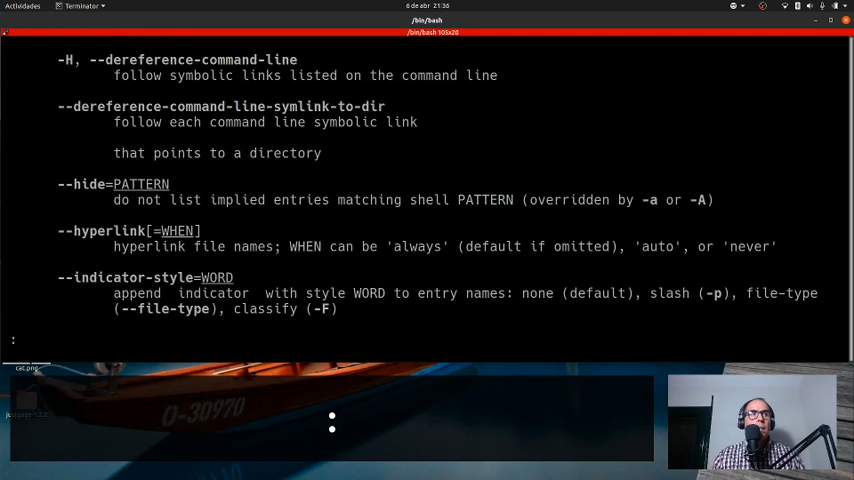 Actividades
Terminator
6 de abr 21:36
/bin/bash
/bin/bash 105x20
-H, --dereference-command-line
follow symbolic links listed on the command line
--dereference-command-line-symlink-to-dir
follow each command line symbolic link
that points to a directory
--hide=PATTERN
do not list implied entries matching shell PATTERN (overridden by -a or -A)
--hyperlink[=WHEN]
hyperlink file names; WHEN can be 'always' (default if omitted), 'auto', or 'never'
--indicator-style=WORD
append indicator with style WORD to entry names: none (default), slash (-p), file-type
(--file-type), classify (-F)
:
cat.png
O-30970
: